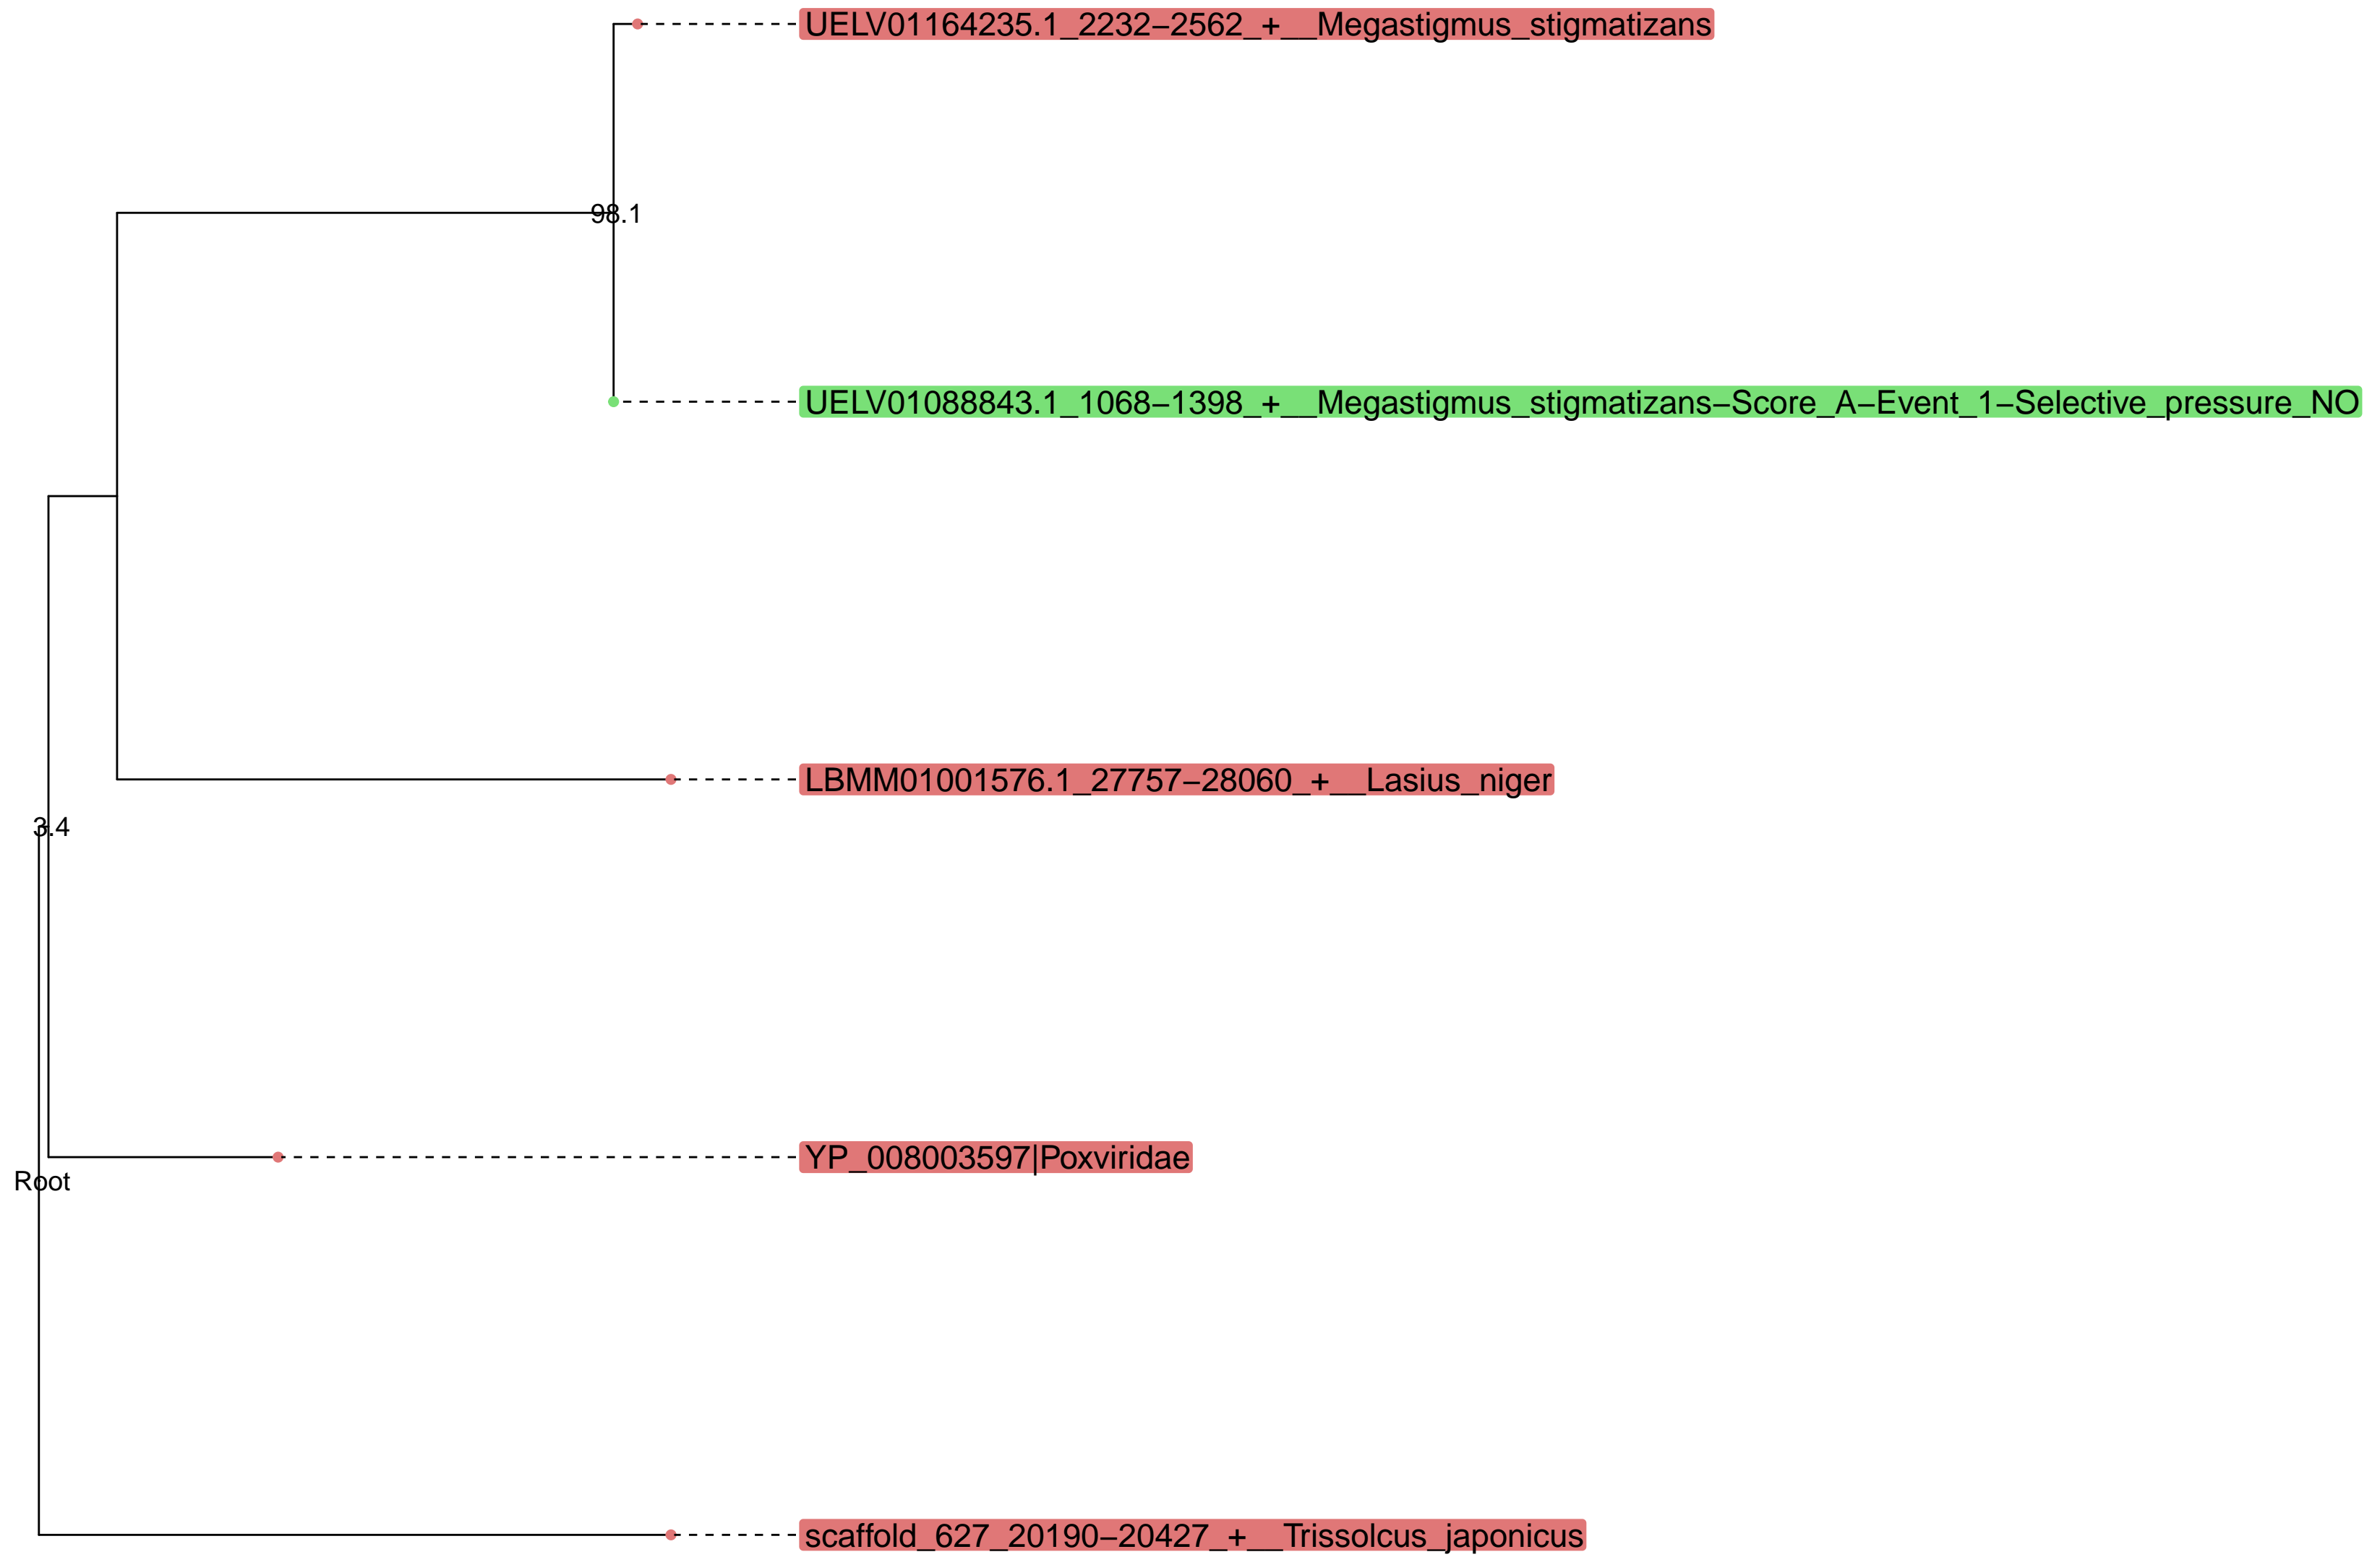 UELV01164235.1_2232−2562_+__Megastigmus_stigmatizans
98.1
UELV01088843.1_1068−1398_+__Megastigmus_stigmatizans−Score_A−Event_1−Selective_pressure_NO
LBMM01001576.1_27757−28060_+__Lasius_niger
3.4
YP_008003597|Poxviridae
Root
scaffold_627_20190−20427_+__Trissolcus_japonicus